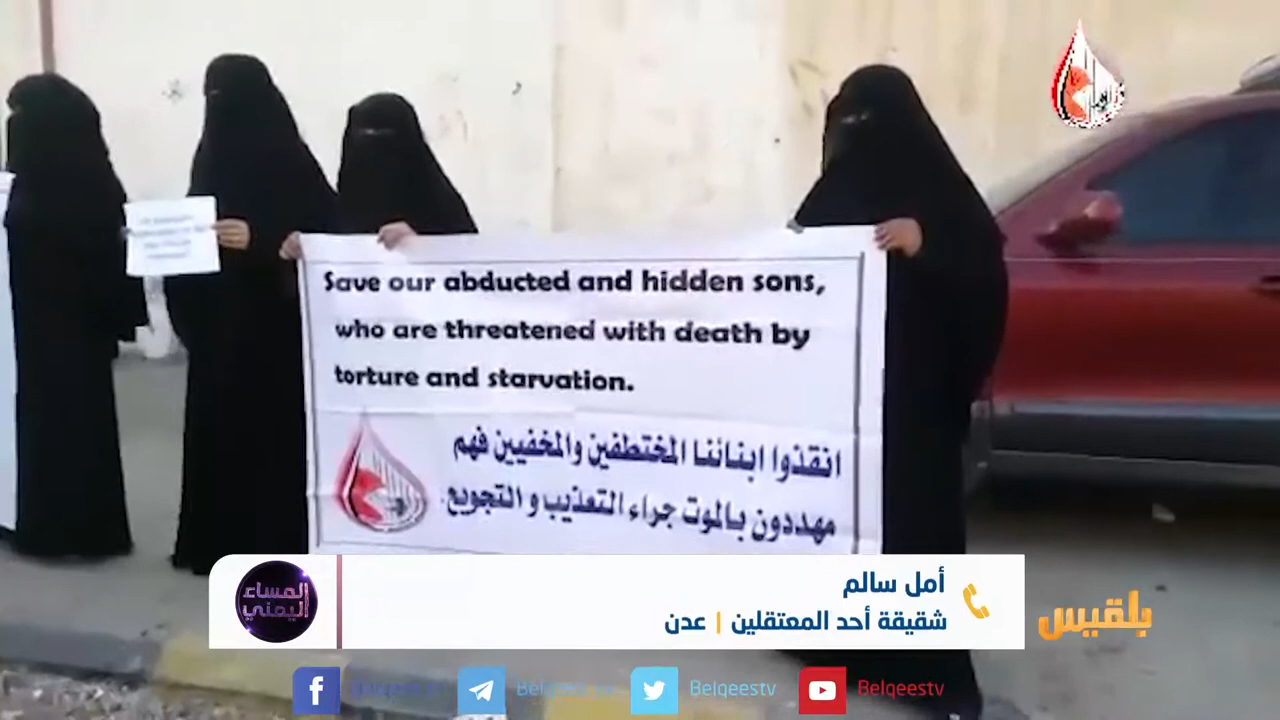 Save our abducted and hidden sons,
who are threatened with death by
torture and starvation.
انقذوا ابنائنا المختطفين والمخفيين فهم
مهددون بالموت جراء التعذيب و التجويع.
المساء
اليمني
أمل سالم
شقيقة أحد المعتقلين | عدن
بلقيس
Belqeestv
Belqeestv